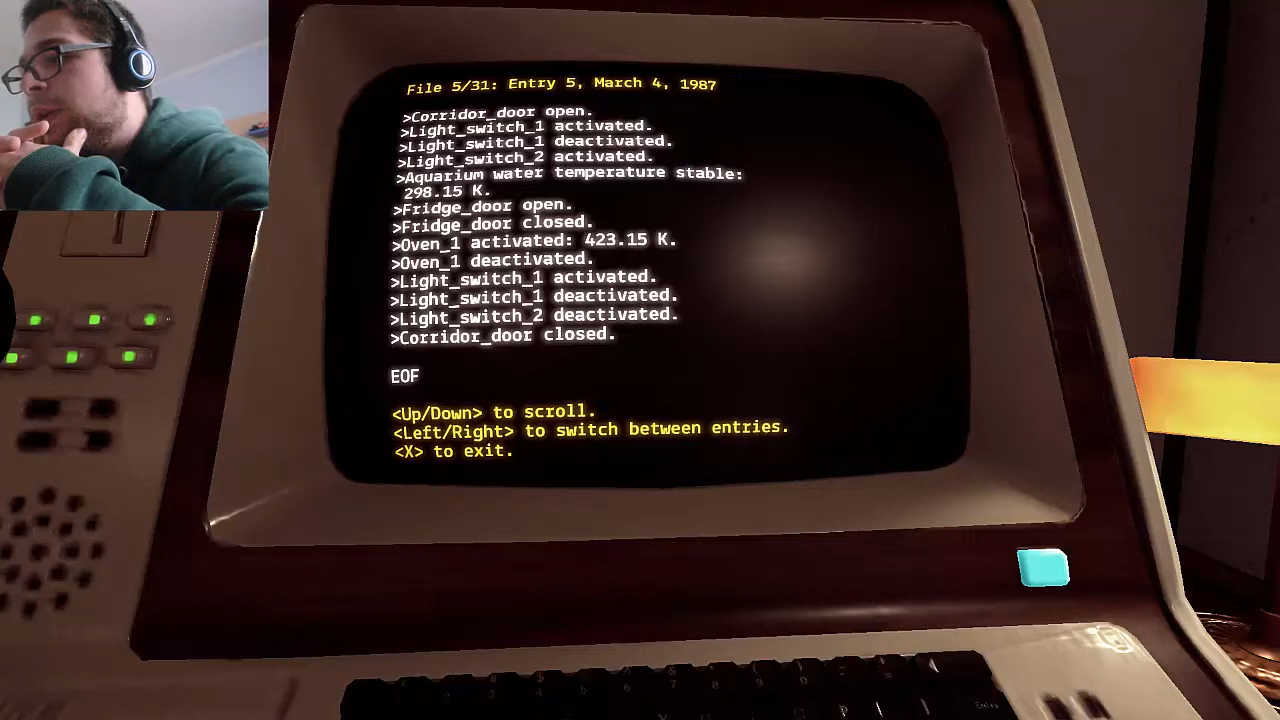 File 5/31: Entry 5, March 4, 1987
>Corridor_door open.
>Light_switch_1 activated.
>Light_switch_1 deactivated.
>Light_switch_2 activated.
>Aquarium water temperature stable:
298.15 K.
>Fridge_door open.
>Fridge_door closed.
>Oven_1 activated: 423.15 K.
>Oven_1 deactivated.
>Light_switch_1 activated.
>Light_switch_1 deactivated.
>Light_switch_2 deactivated.
>Corridor_door closed.
EOF
<Up/Down> to scroll.
<Left/Right> to switch between entries.
<X> to exit.